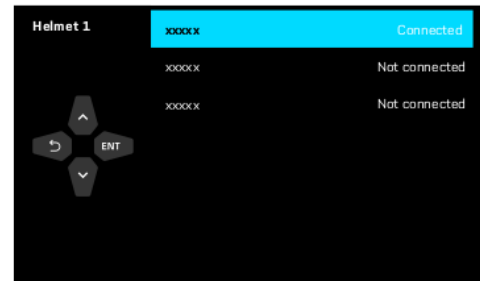 Helmet 1
xxxxx Connected
xxxxx Not connected
xxxxx Not connected
ENT